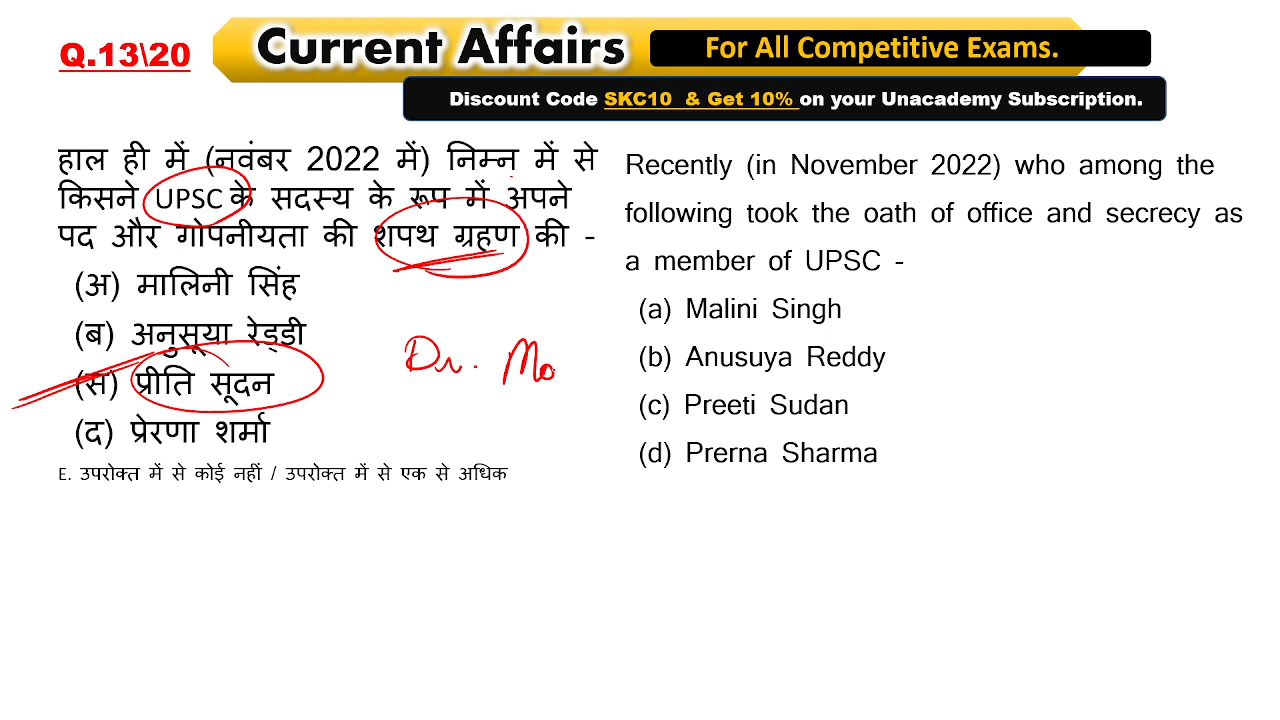 Q.13\20
Current Affairs
For All Competitive Exams.
Discount Code SKC10 & Get 10% on your Unacademy Subscription.
हाल ही में (नवंबर 2022 में) निम्न में से
किसने UPSC के सदस्य के रूप में अपने
पद और गोपनीयता की शपथ ग्रहण की -
(अ) मालिनी सिंह
(ब) अनुसूया रेड्डी
(स) प्रीति सूदन
(द) प्रेरणा शर्मा
E. उपरोक्त में से कोई नहीं / उपरोक्त में से एक से अधिक
Dr. Mo
Recently (in November 2022) who among the
following took the oath of office and secrecy as
a member of UPSC -
(a) Malini Singh
(b) Anusuya Reddy
(c) Preeti Sudan
(d) Prerna Sharma